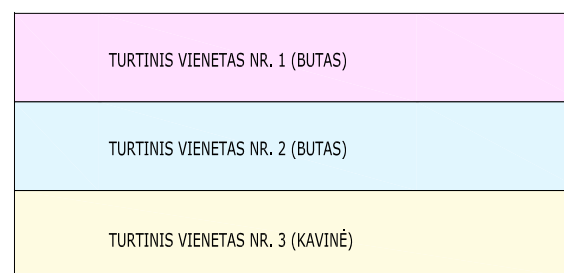 TURTINIS VIENETAS NR. 1 (BUTAS)
TURTINIS VIENETAS NR. 2 (BUTAS)
TURTINIS VIENETAS NR. 3 (KAVINĖ)